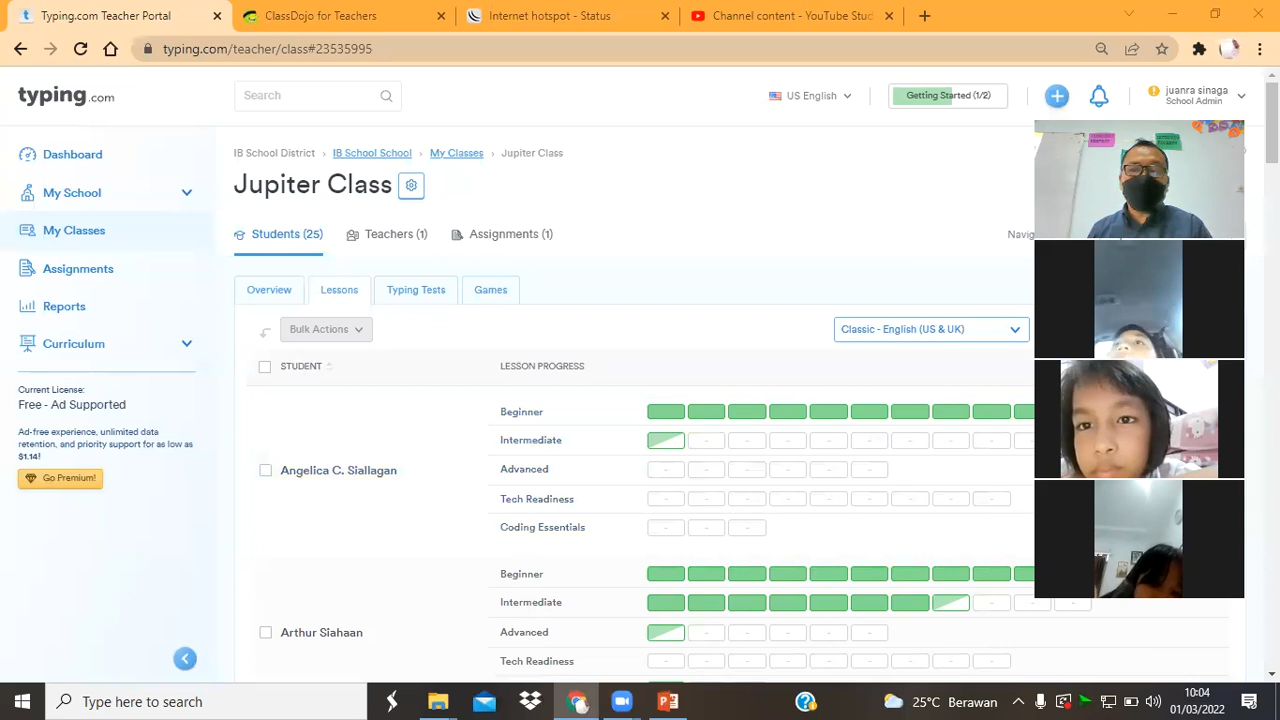 Typing.com Teacher Portal
ClassDojo for Teachers
Internet hotspot - Status
Channel content - YouTube Stud
typing.com/teacher/class#23535995
typing.com
Search
US English
Getting Started (1/2)
juanra sinaga
School Admin
Dashboard
My School
My Classes
Assignments
Reports
Curriculum
Current License:
Free - Ad Supported
Ad-free experience, unlimited data
retention, and priority support for as low as
$1.14!
Go Premium!
IB School District › IB School School › My Classes › Jupiter Class
Jupiter Class
Students (25)
Teachers (1)
Assignments (1)
Navig
Overview
Lessons
Typing Tests
Games
Bulk Actions
Classic - English (US & UK)
STUDENT
LESSON PROGRESS
Angelica C. Siallagan
Beginner
Intermediate
Advanced
Tech Readiness
Coding Essentials
Arthur Siahaan
Beginner
Intermediate
Advanced
Tech Readiness
Type here to search
25°C Berawan
10:04
01/03/2022